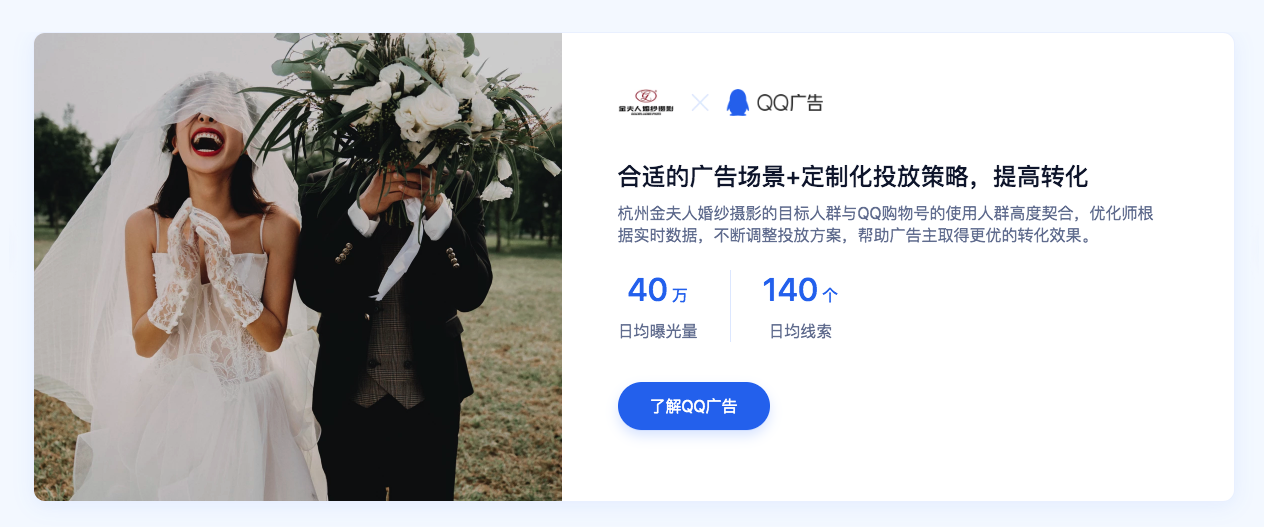 金夫人婚纱摄影
QQ广告
合适的广告场景+定制化投放策略，提高转化
杭州金夫人婚纱摄影的目标人群与QQ购物号的使用人群高度契合，优化师根
据实时数据，不断调整投放方案，帮助广告主取得更优的转化效果。
40 万
140 个
日均曝光量
日均线索
了解QQ广告